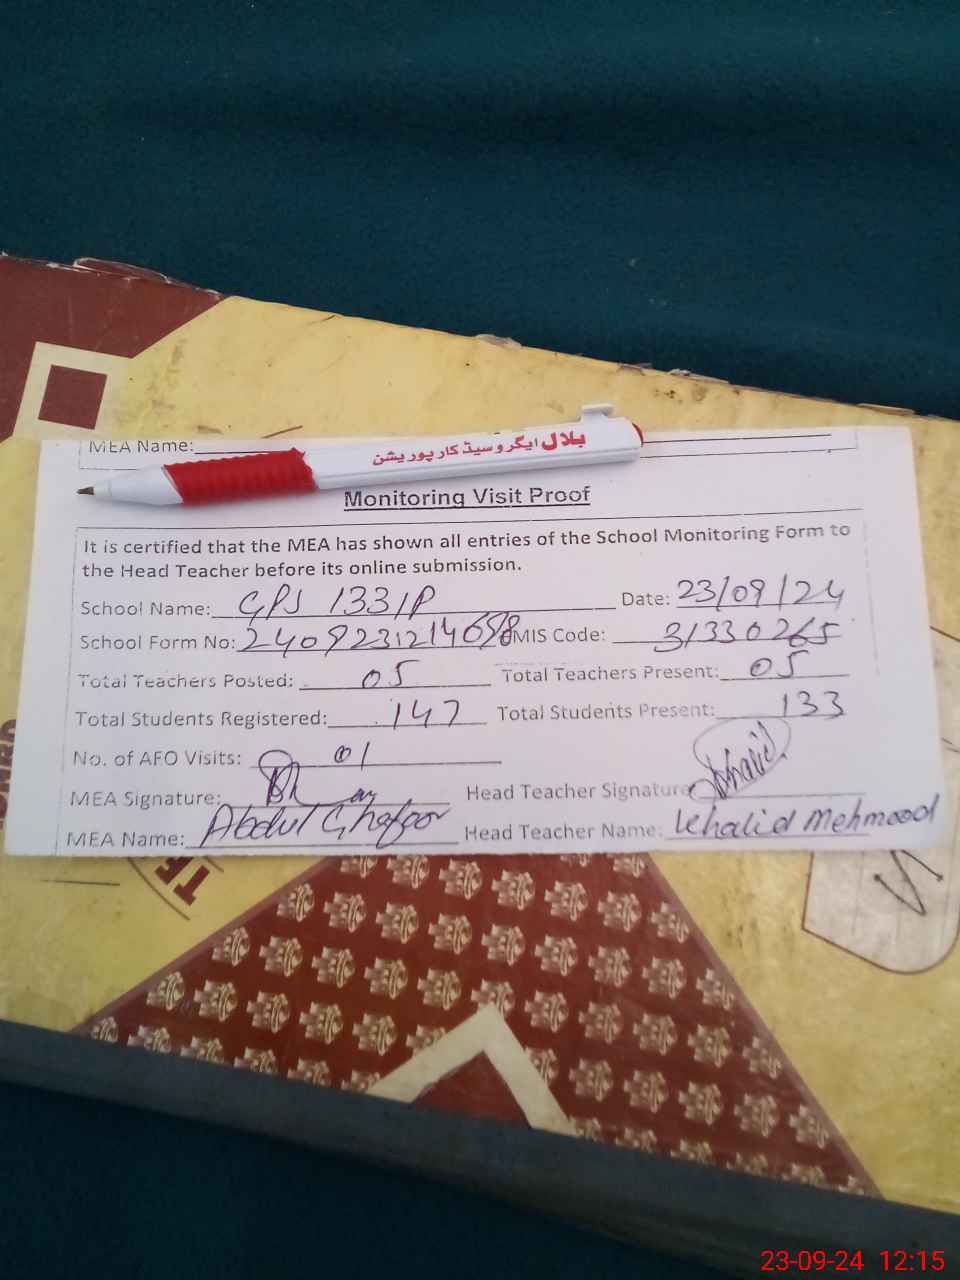 MEA Name:
بلال ایگروسیڈ کارپوریشن
Monitoring Visit Proof
It is certified that the MEA has shown all entries of the School Monitoring Form to
the Head Teacher before its online submission.
School Name: GPS 133/P Date: 23/09/24
School Form No: 2409231214698 EMIS Code: 31330265
Total Teachers Posted: 05 Total Teachers Present: 05
Total Students Registered: 147 Total Students Present: 133
No. of AFO Visits: 01
MEA Signature: Head Teacher Signature Khalid
MEA Name: Abdul Ghafoor Head Teacher Name: Khalid Mehmood
TF
23-09-24 12:15